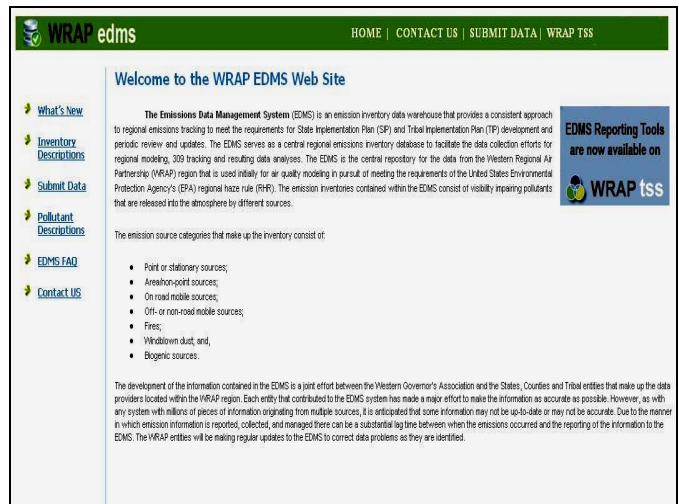 WRAP edms
HOME | CONTACT US | SUBMIT DATA | WRAP TSS
What's New
Inventory
Descriptions
Submit Data
Pollutant
Descriptions
EDMS FAQ
Contact US
Welcome to the WRAP EDMS Web Site
The Emissions Data Management System (EDMS) is an emission inventory data warehouse that provides a consistent approach
to regional emissions tracking to meet the requirements for State Implementation Plan (SIP) and Tribal Implementation Plan (TIP) development and
periodic review and updates. The EDMS serves as a central regional emissions inventory database to facilitate the data collection efforts for
regional modeling, 309 tracking and resulting data analyses. The EDMS is the central repository for the data from the Western Regional Air
Partnership (WRAP) region that is used initially for air quality modeling in pursuit of meeting the requirements of the United States Environmental
Protection Agency's (EPA) regional haze rule (RHR). The emission inventories contained within the EDMS consist of visibility impairing pollutants
that are released into the atmosphere by different sources.
EDMS Reporting Tools
are now available on
WRAP tss
The emission source categories that make up the inventory consist of:
• Point or stationary sources;
• Area/non-point sources;
• On road mobile sources;
• Off- or non-road mobile sources;
• Fires;
• Windblown dust; and,
• Biogenic sources.
The development of the information contained in the EDMS is a joint effort between the Western Governor's Association and the States, Counties and Tribal entities that make up the data
providers located within the WRAP region. Each entity that contributed to the EDMS system has made a major effort to make the information as accurate as possible. However, as with
any system with millions of pieces of information originating from multiple sources, it is anticipated that some information may not be up-to-date or may not be accurate. Due to the manner
in which emission information is reported, collected, and managed there can be a substantial lag time between when the emissions occurred and the reporting of the information to the
EDMS. The WRAP entities will be making regular updates to the EDMS to correct data problems as they are identified.